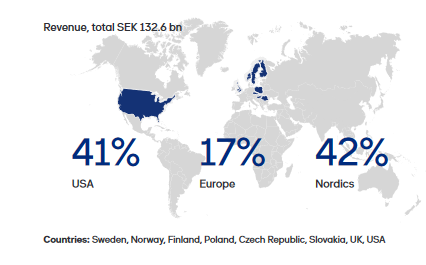 Revenue, total SEK 132.6 bn
41% 17% 42%
USA Europe Nordics
Countries: Sweden, Norway, Finland, Poland, Czech Republic, Slovakia, UK, USA